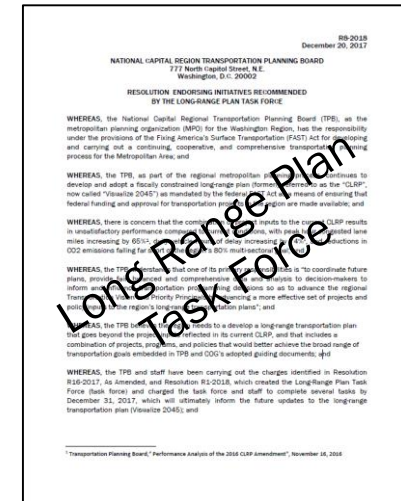 R8-2018
December 20, 2017
NATIONAL CAPITAL REGION TRANSPORTATION PLANNING BOARD
777 North Capitol Street, N.E.
Washington, D.C. 20002
RESOLUTION ENDORSING INITIATIVES RECOMMENDED
BY THE LONG-RANGE PLAN TASK FORCE
WHEREAS, the National Capital Regional Transportation Planning Board (TPB), as the
metropolitan planning organization (MPO) for the Washington Region, has the responsibility
under the provisions of the Fixing America's Surface Transportation (FAST) Act for developing
and carrying out a continuing, cooperative, and comprehensive transportation planning
process for the Metropolitan Area; and
WHEREAS, the TPB, as part of the regional metropolitan planning process continues to
develop and adopt a fiscally constrained long-range plan (formerly referred to as the "CLRP",
now called "Visualize 2045") as mandated by the federal FAST Act as a means of ensuring that
federal funding and approval for transportation projects in the region are made available; and
WHEREAS, there is concern that the combination of inputs to the current CLRP results
in unsatisfactory performance compared to current conditions, with peak hour congested lane
miles increasing by 65%, vehicle hours of delay increasing by reductions in
CO2 emissions falling far short of the region's 80% multi-sectoral goal; and
WHEREAS, the TPB understands that one of its priority responsibilities is "to coordinate future
plans, provide fair, balanced and comprehensive data and analysis to decision-makers to
inform and transportation project funding decisions so as to advance the regional
Transportation Vision Priority Principles by advancing a more effective set of projects and
policies to the region's long-range transportation plans"; and
WHEREAS, the TPB believes the region needs to a develop a long-range transportation plan
that goes beyond the projects reflected in its current CLRP, and that includes a
combination of projects, programs, and policies that would better achieve the broad range of
transportation goals embedded in TPB and COG's adopted guiding documents; and
WHEREAS, the TPB and staff have been carrying out the charges identified in Resolution
R16-2017, As Amended, and Resolution R1-2018, which created the Long-Range Plan Task
Force (task force) and charged the task force and staff to complete several tasks by
December 31, 2017, which will ultimately inform the future updates to the long-range
transportation plan (Visualize 2045); and
1 Transportation Planning Board," Performance Analysis of the 2016 CLRP Amendment", November 16, 2016
Long Range Plan
Task Force